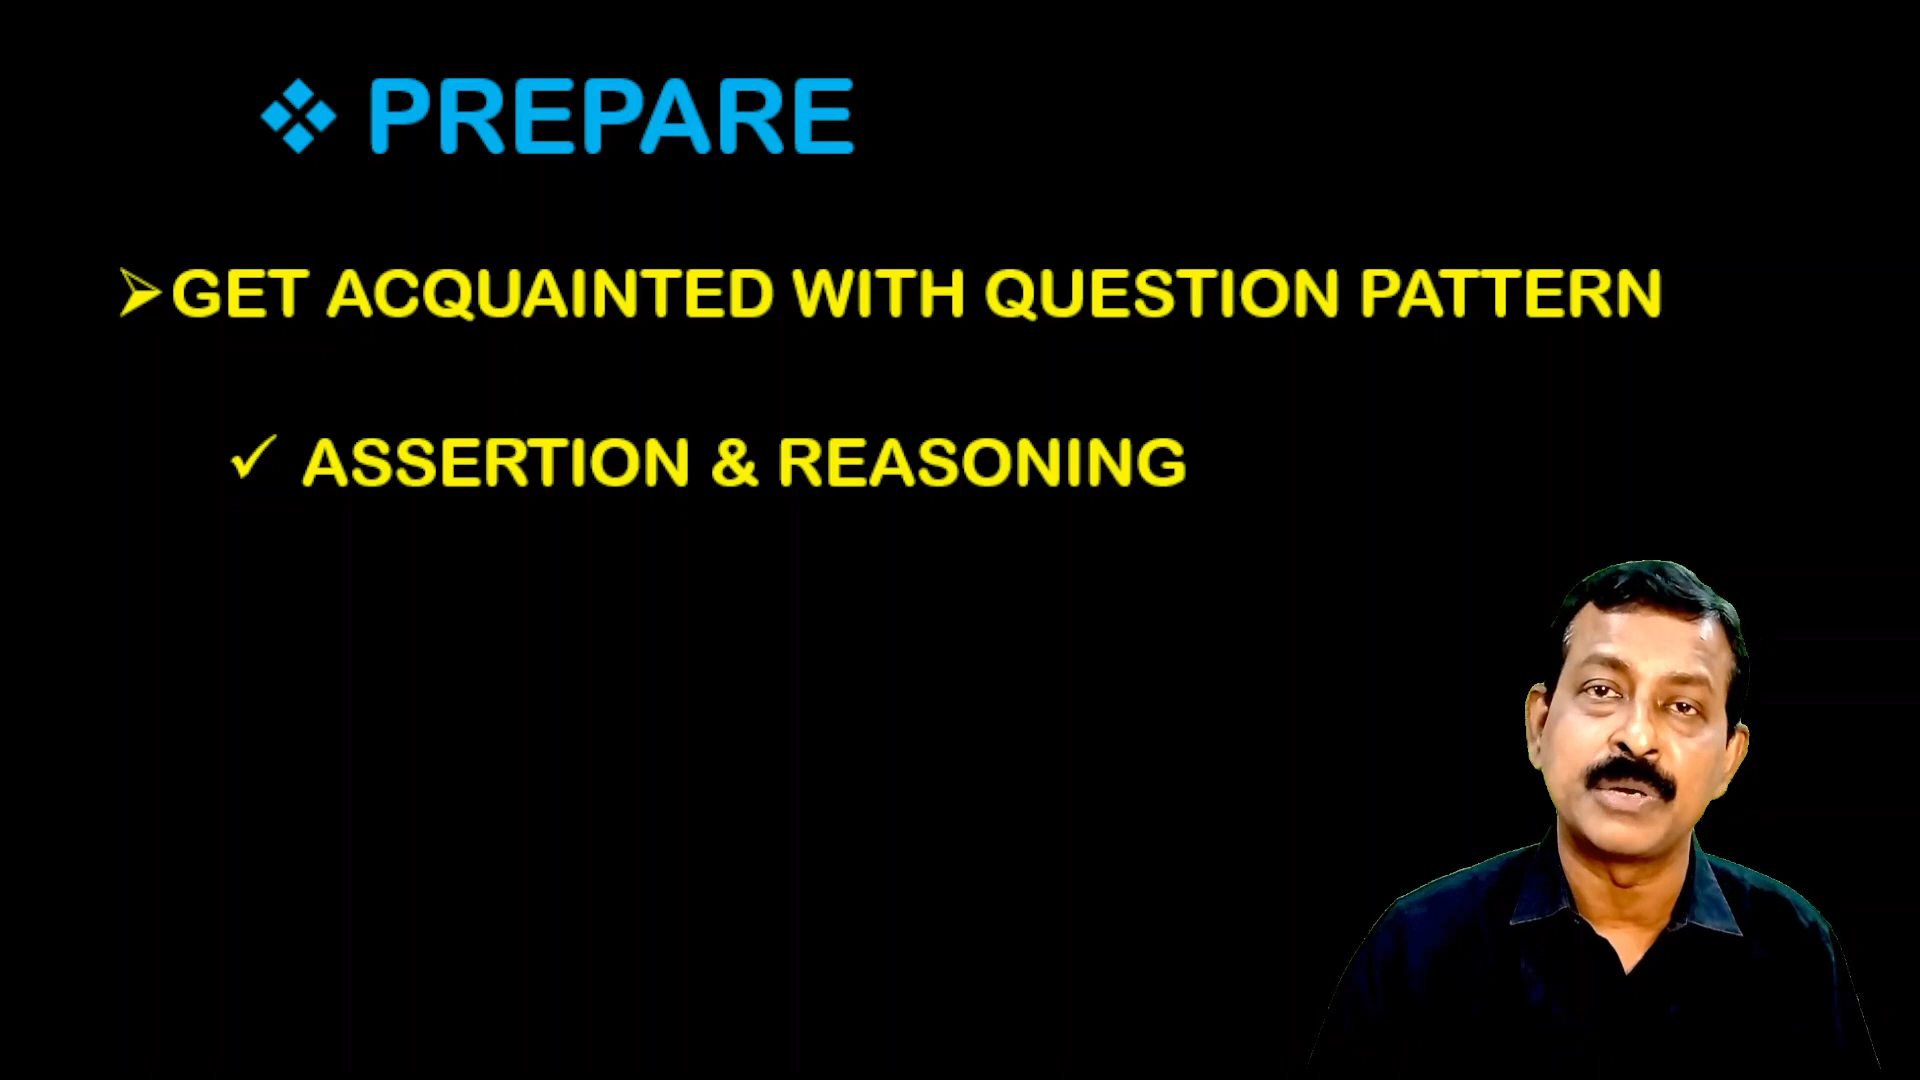 ❖ PREPARE
➢GET ACQUAINTED WITH QUESTION PATTERN
✓ ASSERTION & REASONING